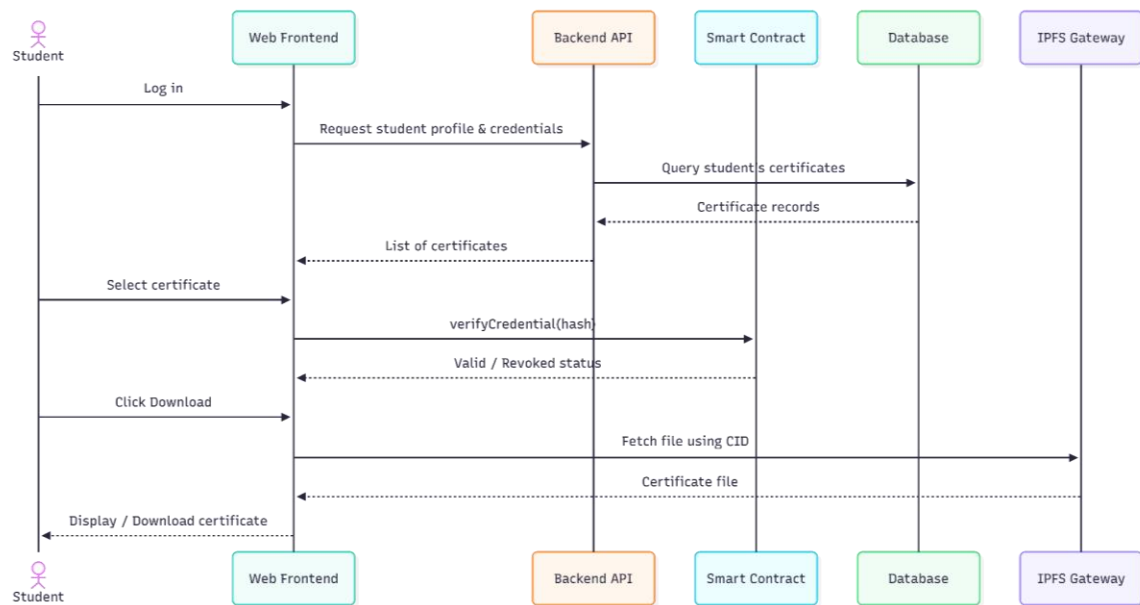 Student
Web Frontend
Backend API
Smart Contract
Database
IPFS Gateway
Log in
Request student profile & credentials
Query student's certificates
Certificate records
List of certificates
Select certificate
verifyCredential(hash)
Valid / Revoked status
Click Download
Fetch file using CID
Certificate file
Display / Download certificate
Student
Web Frontend
Backend API
Smart Contract
Database
IPFS Gateway